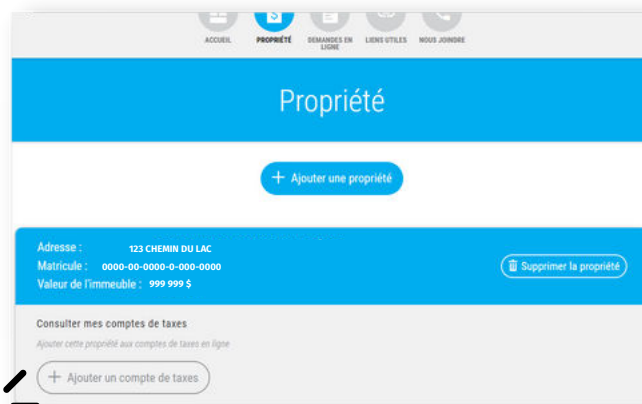 ACCUEIL PROPRIÉTÉ DEMANDES EN LIGNE LIENS UTILES NOUS JOINDRE
Propriété
+ Ajouter une propriété
Adresse : 123 CHEMIN DU LAC
Matricule : 0000-00-0000-0-000-0000
Valeur de l'immeuble : 999 999 $
Supprimer la propriété
Consulter mes comptes de taxes
Ajouter cette propriété aux comptes de taxes en ligne
+ Ajouter un compte de taxes